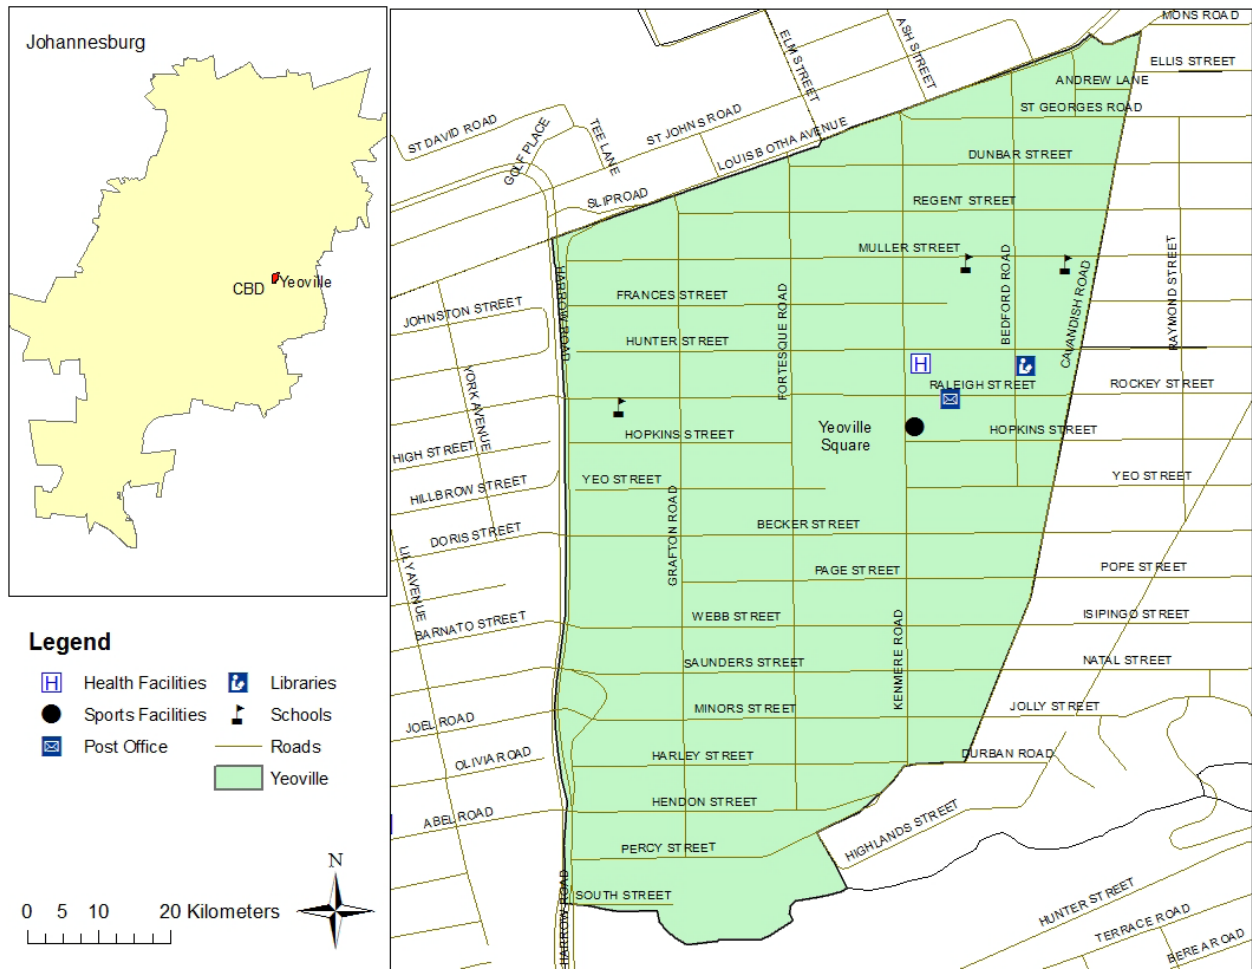 Johannesburg
CBD
Yeoville
Legend
Health Facilities
Libraries
Sports Facilities
Schools
Post Office
Roads
Yeoville
N
0 5 10 20 Kilometers
MONS ROAD
ELM STREET
ASH STREET
ELLIS STREET
ANDREW LANE
ST GEORGES ROAD
ST DAVID ROAD
GOLF PLACE
TEE LANE
ST JOHNS ROAD
LOUIS BOTHA AVENUE
DUNBAR STREET
SLIP ROAD
REGENT STREET
MULLER STREET
BEDFORD ROAD
RAYMOND STREET
CAVANDISH ROAD
HARROW ROAD
FRANCES STREET
FORTESQUE ROAD
JOHNSTON STREET
HUNTER STREET
YORK AVENUE
RALEIGH STREET
ROCKEY STREET
Yeoville
Square
HOPKINS STREET
HOPKINS STREET
HIGH STREET
HILLBROW STREET
YEO STREET
YEO STREET
GRAFTON ROAD
DORIS STREET
BECKER STREET
LILY AVENUE
PAGE STREET
POPE STREET
BARNATO STREET
WEBB STREET
ISIPINGO STREET
KENMERE ROAD
SAUNDERS STREET
NATAL STREET
JOEL ROAD
MINORS STREET
JOLLY STREET
OLIVIA ROAD
HARLEY STREET
DURBAN ROAD
ABEL ROAD
HENDON STREET
HIGHLANDS STREET
PERCY STREET
SOUTH STREET
HARROW ROAD
HUNTER STREET
TERRACE ROAD
BEREA ROAD